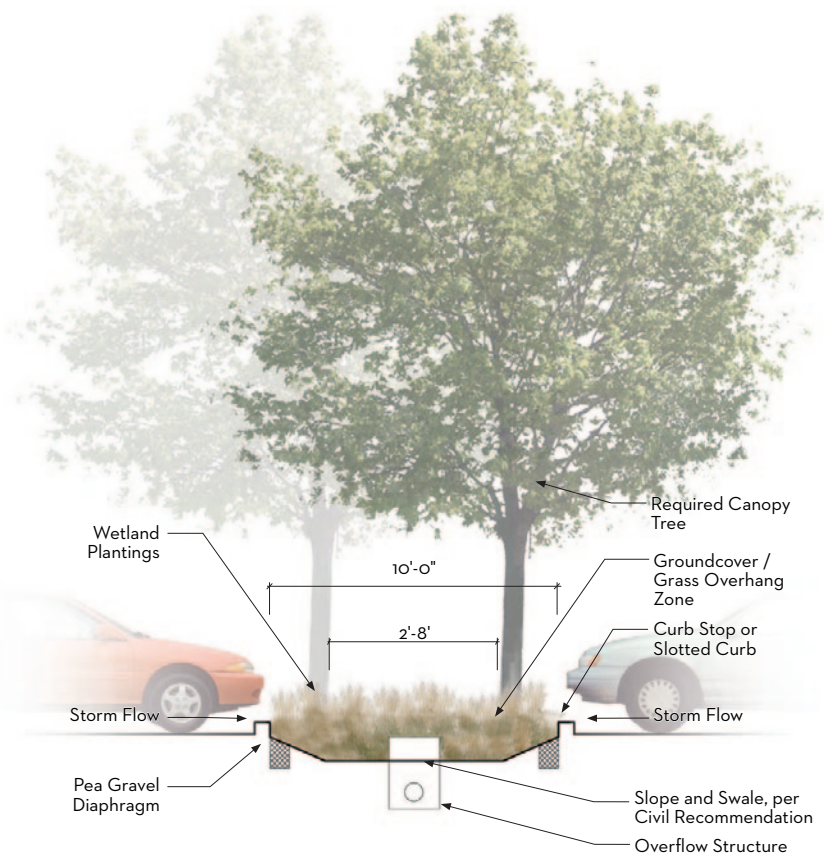 Required Canopy
Tree
Wetland
Plantings
10'-0"
Groundcover /
Grass Overhang
Zone
2'-8'
Curb Stop or
Slotted Curb
Storm Flow
Storm Flow
Pea Gravel
Diaphragm
Slope and Swale, per
Civil Recommendation
Overflow Structure